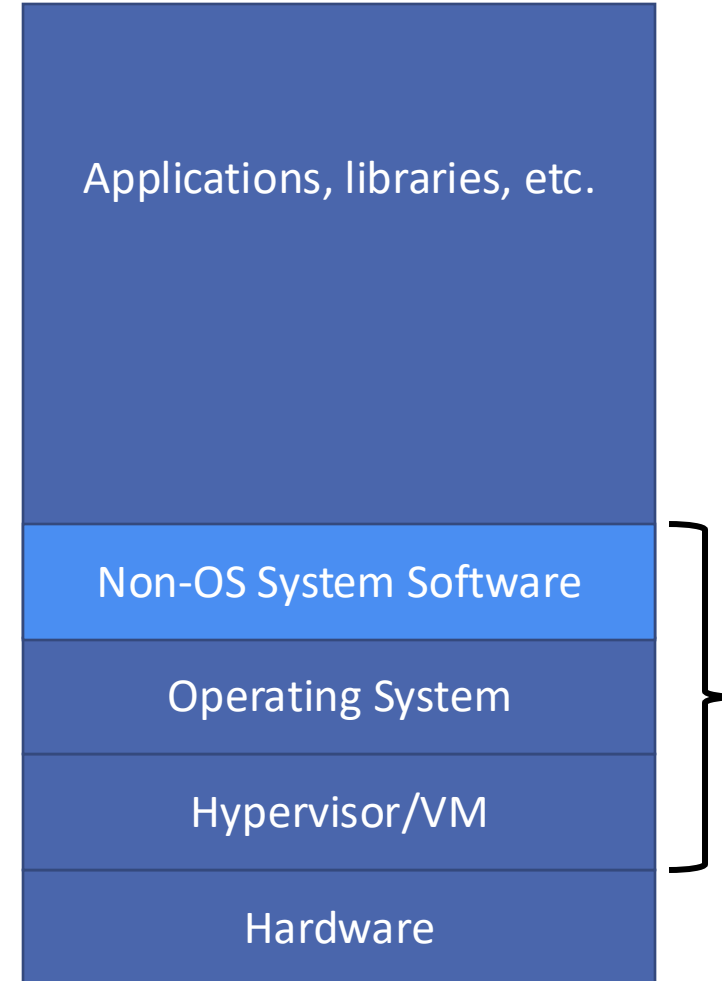 Applications, libraries, etc.
Non-OS System Software
Operating System
Hypervisor/VM
Hardware